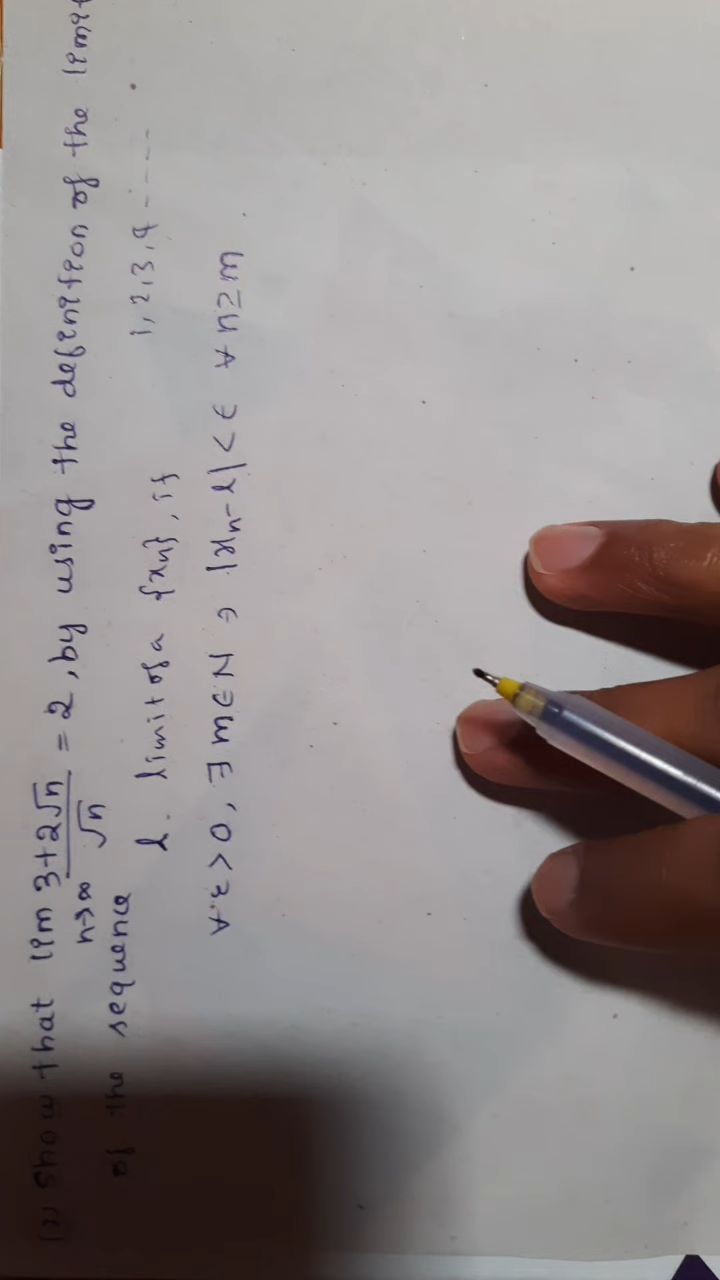 (2) show that lim n→∞ 3+2√n / √n = 2, by using the definition of the limit
of the sequence 1, 2, 3, 4 - - - -
l. limit of a {xn}, if
∀ ε > 0, ∃ m ∈ N ∋ |xn - l| < ε ∀ n ≥ m